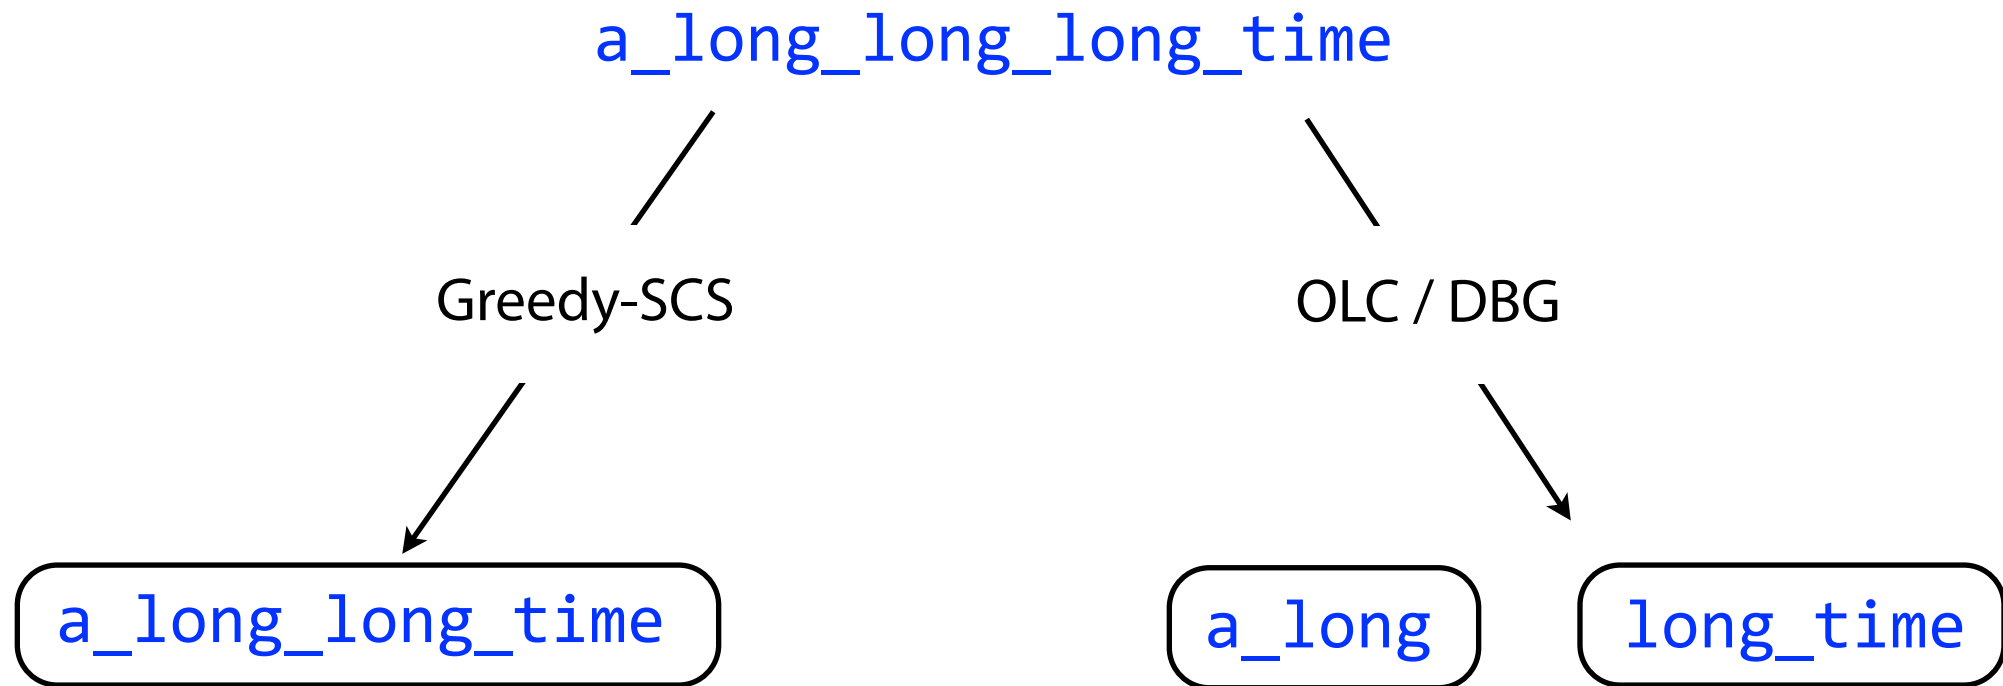 a_long_long_long_time
Greedy-SCS
OLC / DBG
a_long_long_time
a_long
long_time